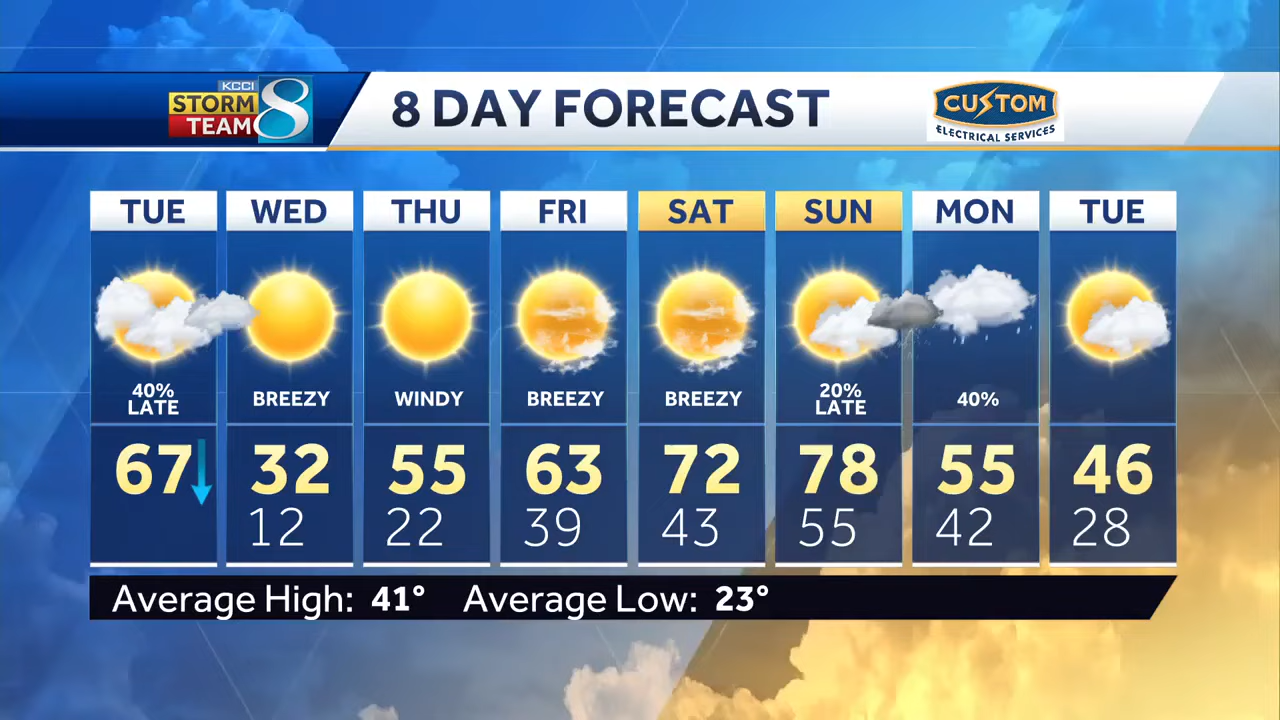 KCCI
STORM
TEAM
8
8 DAY FORECAST
CUSTOM
ELECTRICAL SERVICES
TUE WED THU FRI SAT SUN MON TUE
40% LATE BREEZY WINDY BREEZY BREEZY 20% LATE 40%
67 32 55 63 72 78 55 46
12 22 39 43 55 42 28
Average High: 41° Average Low: 23°